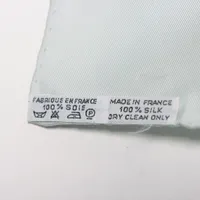 FABRIQUE EN FRANCE
100% SOIE
MADE IN FRANCE
100% SILK
DRY CLEAN ONLY